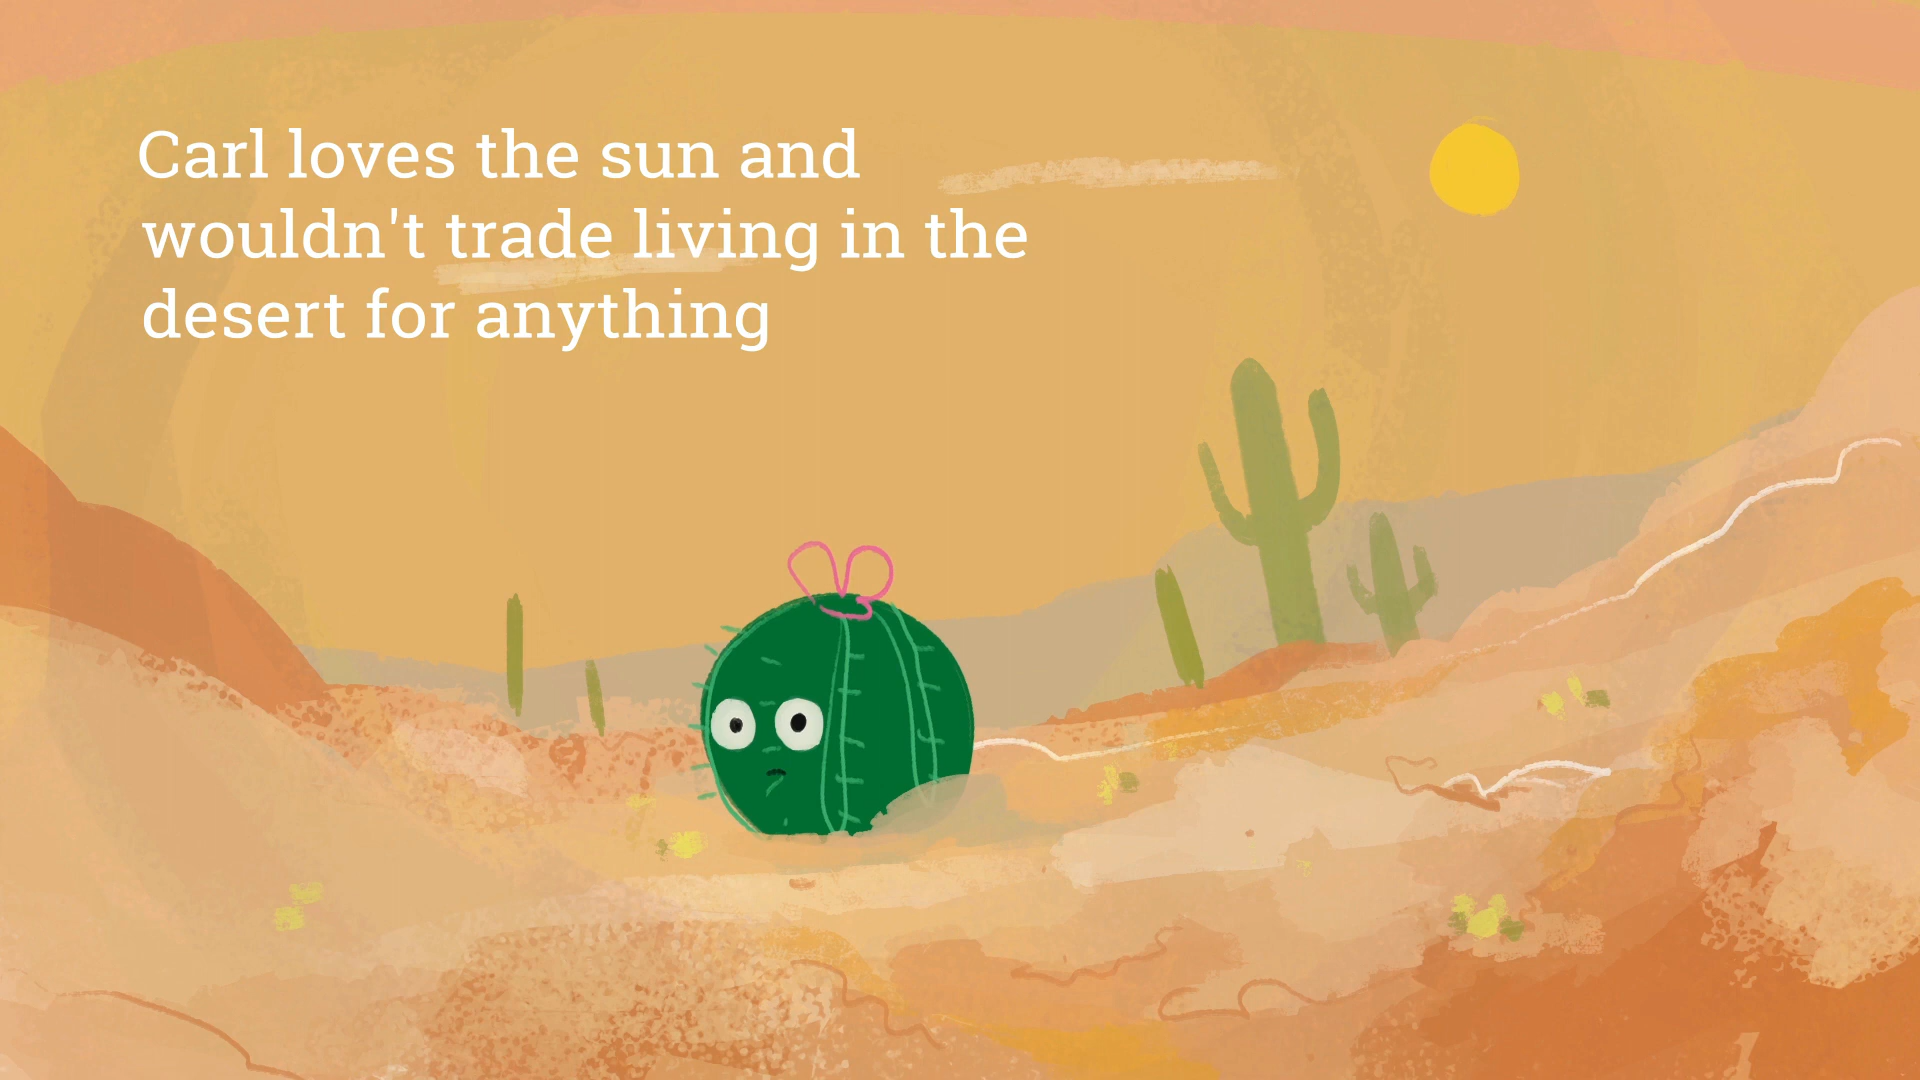 Carl loves the sun and
wouldn't trade living in the
desert for anything